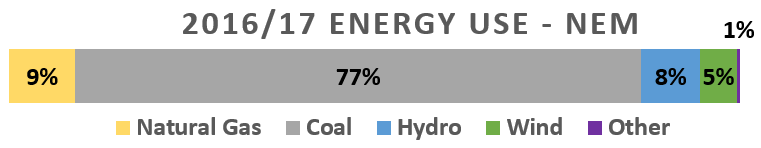 2016/17 ENERGY USE - NEM
1%
9% 77% 8% 5%
Natural Gas Coal Hydro Wind Other